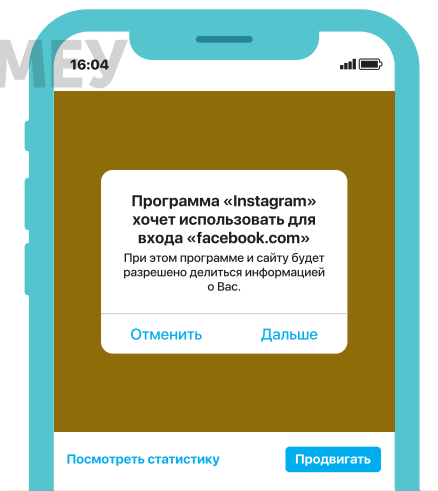 МЕУ
16:04
Программа «Instagram»
хочет использовать для
входа «facebook.com»
При этом программе и сайту будет
разрешено делиться информацией
о Вас.
Отменить Дальше
Посмотреть статистику Продвигать